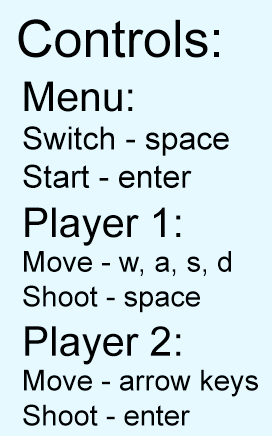 Controls:
Menu:
Switch - space
Start - enter
Player 1:
Move - w, a, s, d
Shoot - space
Player 2:
Move - arrow keys
Shoot - enter